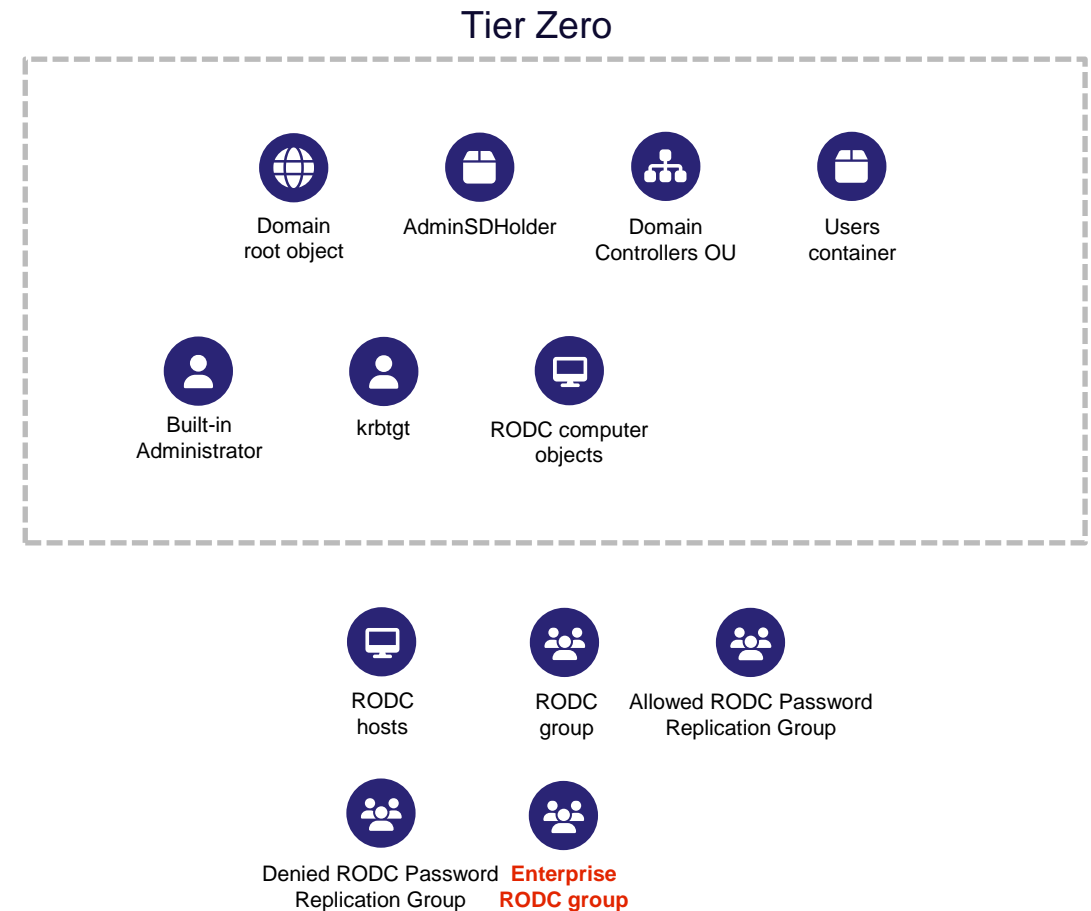 Tier Zero
Domain
root object
AdminSDHolder
Domain
Controllers OU
Users
container
Built-in
Administrator
krbtgt
RODC computer
objects
RODC
hosts
RODC
group
Allowed RODC Password
Replication Group
Denied RODC Password
Replication Group
Enterprise
RODC group